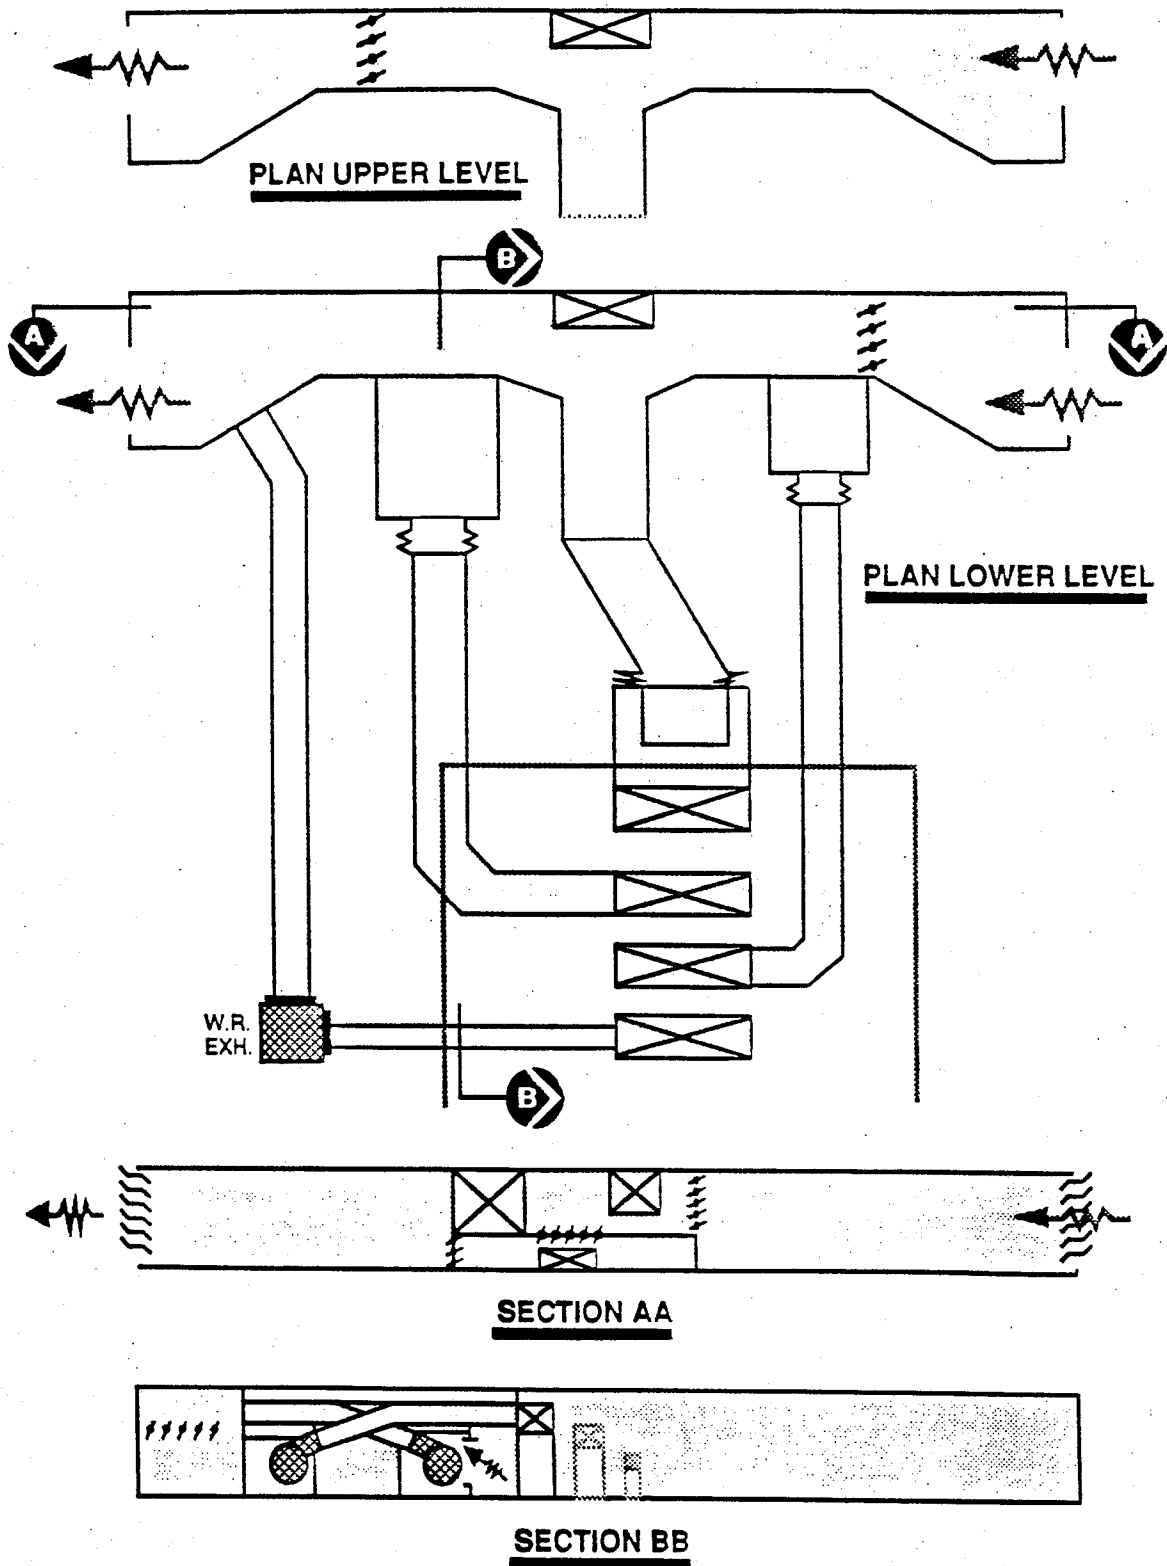 PLAN UPPER LEVEL
B
A
A
PLAN LOWER LEVEL
W.R.
EXH.
B
SECTION AA
SECTION BB